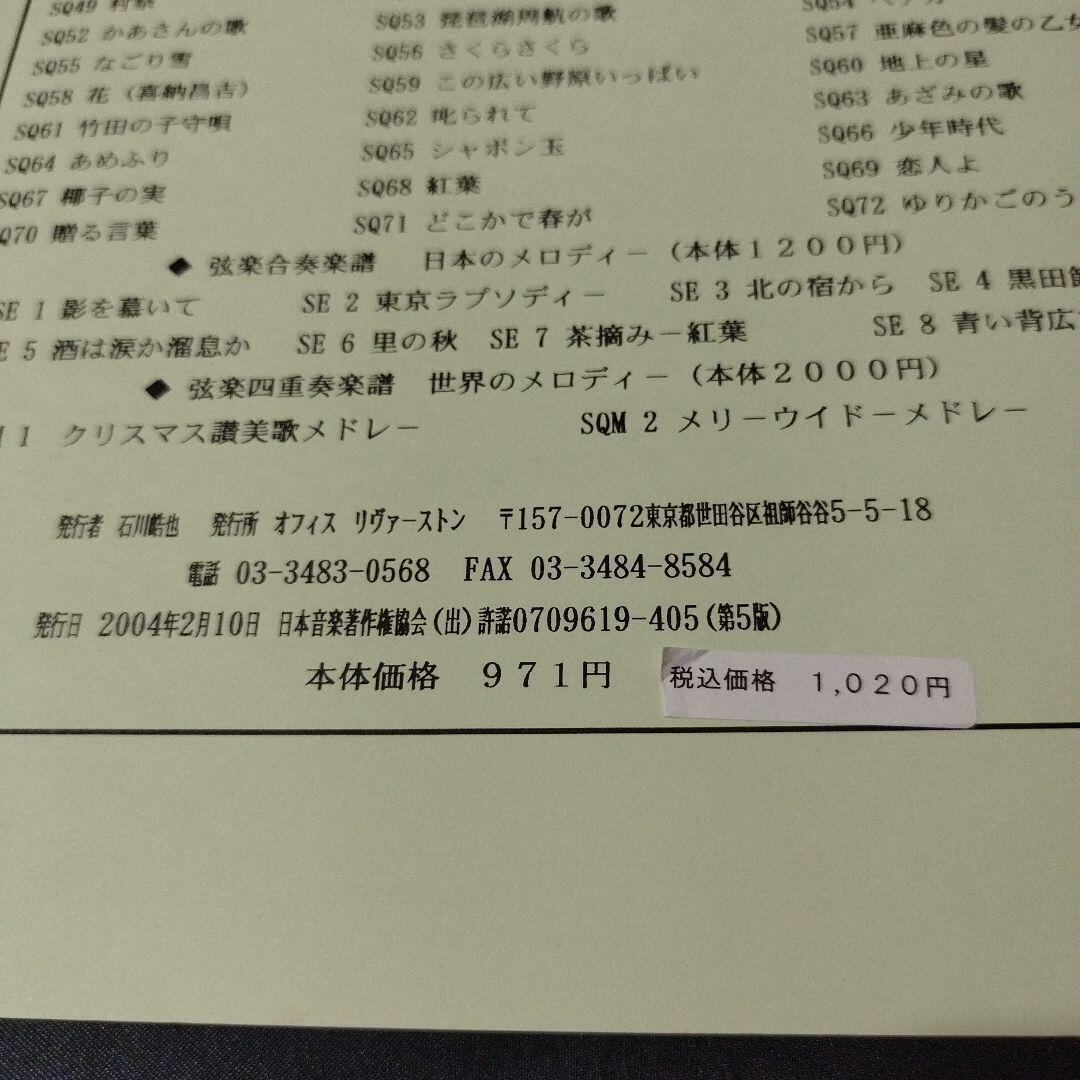 SQ49 村祭
SQ52 かあさんの歌 SQ53 琵琶湖周航の歌 SQ54
SQ55 なごり雪 SQ56 さくらさくら SQ57 亜麻色の髪の乙女
SQ58 花（喜納昌吉） SQ59 この広い野原いっぱい SQ60 地上の星
SQ61 竹田の子守唄 SQ62 叱られて SQ63 あざみの歌
SQ64 あめふり SQ65 シャボン玉 SQ66 少年時代
SQ67 椰子の実 SQ68 紅葉 SQ69 恋人よ
Q70 贈る言葉 SQ71 どこかで春が SQ72 ゆりかごのう
◆ 弦楽合奏楽譜 日本のメロディー（本体１２００円）
SE 1 影を慕いて SE 2 東京ラプソディー SE 3 北の宿から SE 4 黒田節
E 5 酒は涙か溜息か SE 6 里の秋 SE 7 茶摘み－紅葉 SE 8 青い背広
◆ 弦楽四重奏楽譜 世界のメロディー（本体２０００円）
M 1 クリスマス讃美歌メドレー SQM 2 メリーウイドーメドレー
発行者 石川皓也 発行所 オフィス リヴァーストン 〒157-0072東京都世田谷区祖師谷谷5-5-18
電話 03-3483-0568 FAX 03-3484-8584
発行日 2004年2月10日 日本音楽著作権協会(出)許諾0709619-405(第5版)
本体価格 ９７１円 税込価格 １,０２０円